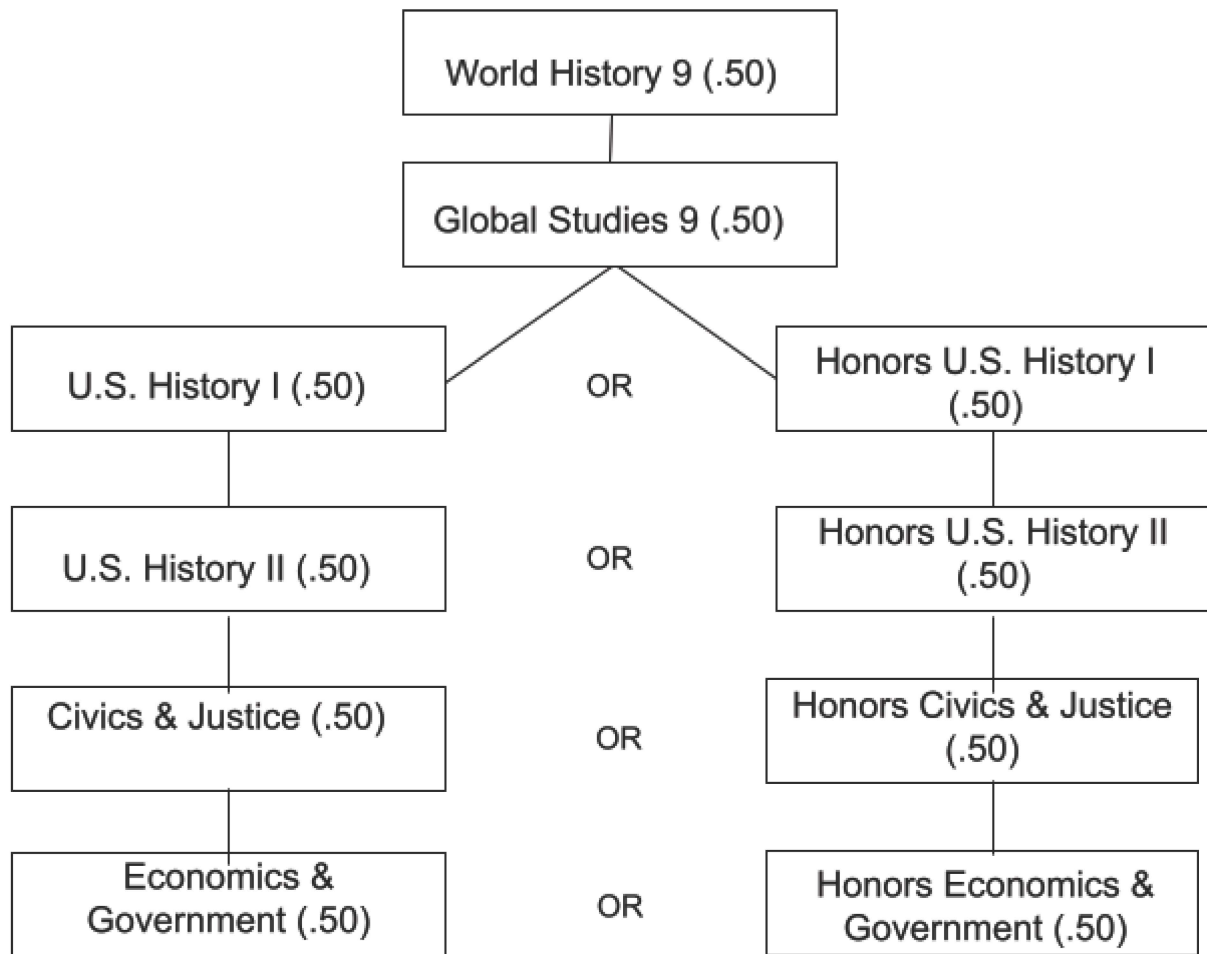 World History 9 (.50)
Global Studies 9 (.50)
U.S. History I (.50)
OR
Honors U.S. History I
(.50)
U.S. History II (.50)
OR
Honors U.S. History II
(.50)
Civics & Justice (.50)
OR
Honors Civics & Justice
(.50)
Economics &
Government (.50)
OR
Honors Economics &
Government (.50)